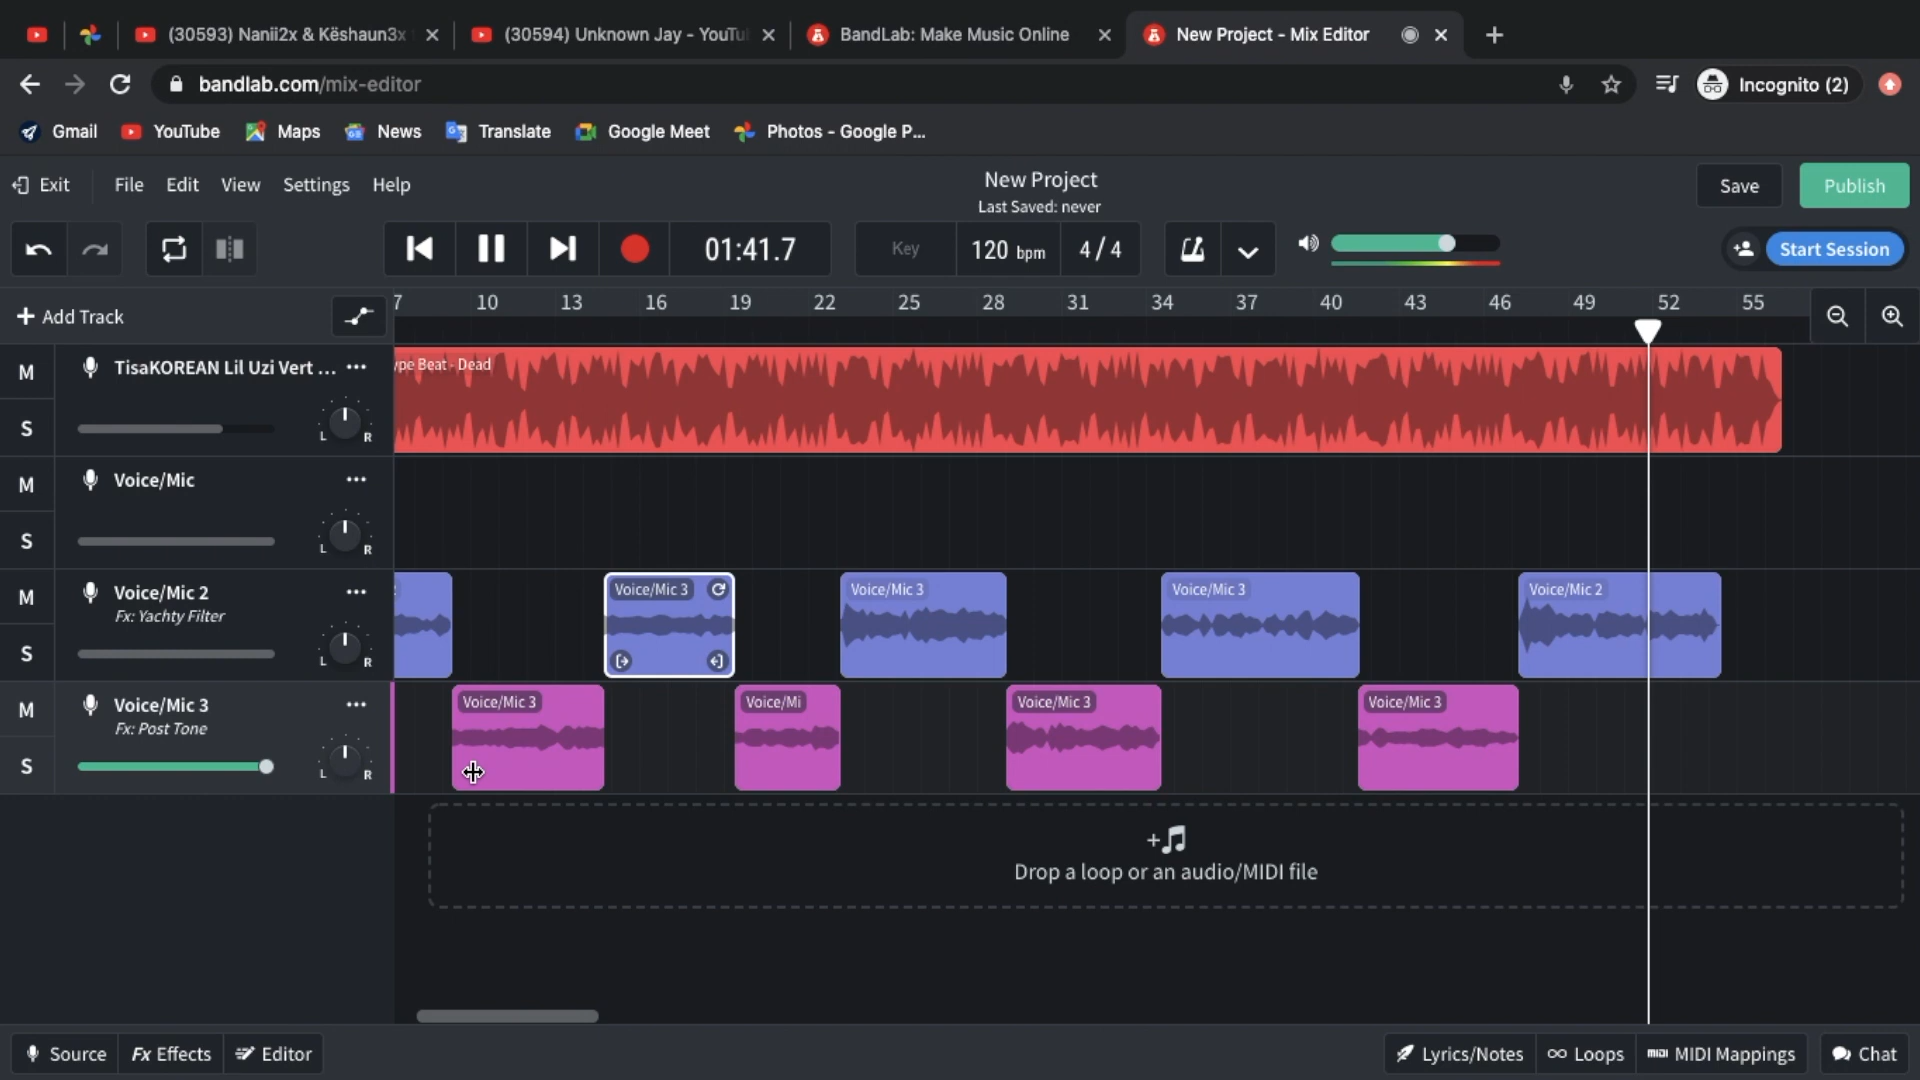 (30593) Nanii2x & Këshaun3x
(30594) Unknown Jay - YouTu
BandLab: Make Music Online
New Project - Mix Editor
bandlab.com/mix-editor
Incognito (2)
Gmail
YouTube
Maps
News
Translate
Google Meet
Photos - Google P...
Exit
File
Edit
View
Settings
Help
New Project
Last Saved: never
Save
Publish
01:41.7
Key
120 bpm
4 / 4
Start Session
+ Add Track
7 10 13 16 19 22 25 28 31 34 37 40 43 46 49 52 55
M
TisaKOREAN Lil Uzi Vert ...
ype Beat - Dead
S
L R
M
Voice/Mic
S
L R
M
Voice/Mic 2
Fx: Yachty Filter
S
L R
Voice/Mic 3
Voice/Mic 3
Voice/Mic 3
Voice/Mic 2
M
Voice/Mic 3
Fx: Post Tone
S
L R
Voice/Mic 3
Voice/Mi
Voice/Mic 3
Voice/Mic 3
Drop a loop or an audio/MIDI file
Source
Fx Effects
Editor
Lyrics/Notes
Loops
MIDI MIDI Mappings
Chat